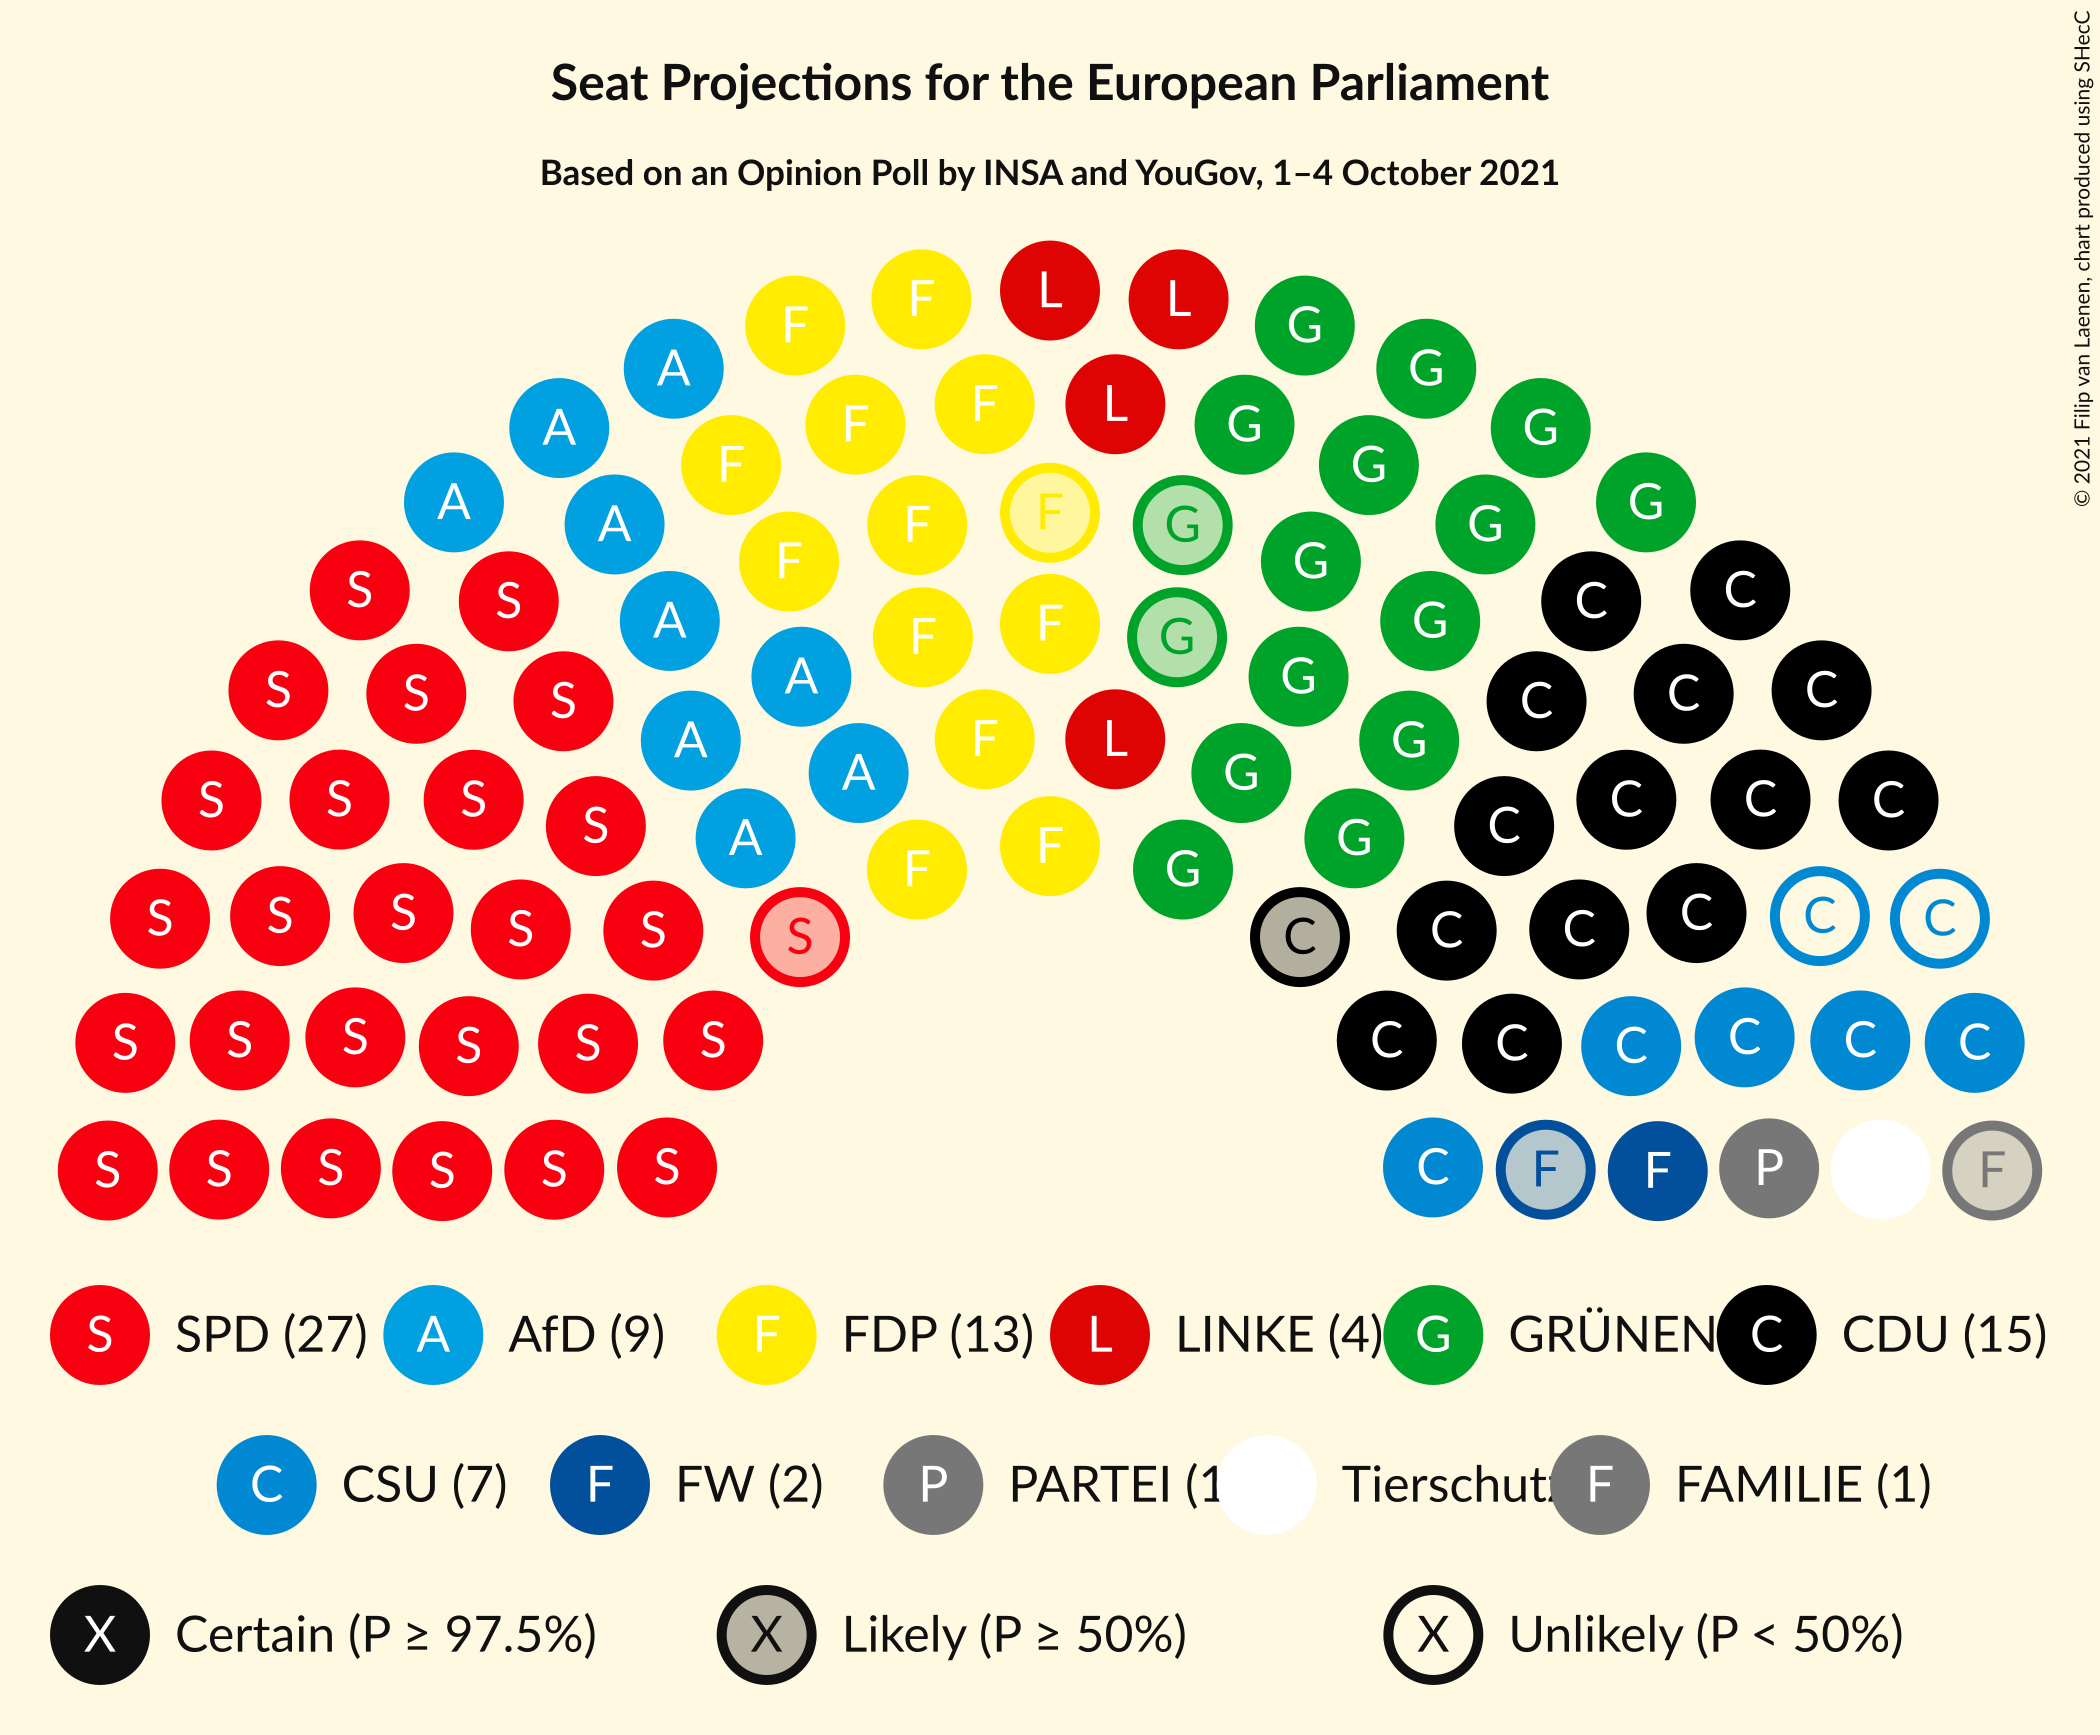 Seat Projections for the European Parliament
Based on an Opinion Poll by INSA and YouGov, 1–4 October 2021
© 2021 Filip van Laenen, chart produced using SHecC
F F L L G
A F F L G G
A F F G G G
A A F F G G G G
S S A F F G G G C C
S S S A A F L G G C C C
S S S S A A F F G G C C C C
S S S S S S C C C C C C
S S S S S S C C C C C C
S S S S S S C F F P F
S SPD (27) A AfD (9) F FDP (13) L LINKE (4) G GRÜNEN C CDU (15)
C CSU (7) F FW (2) P PARTEI (1 Tierschutz F FAMILIE (1)
X Certain (P ≥ 97.5%) X Likely (P ≥ 50%) X Unlikely (P < 50%)